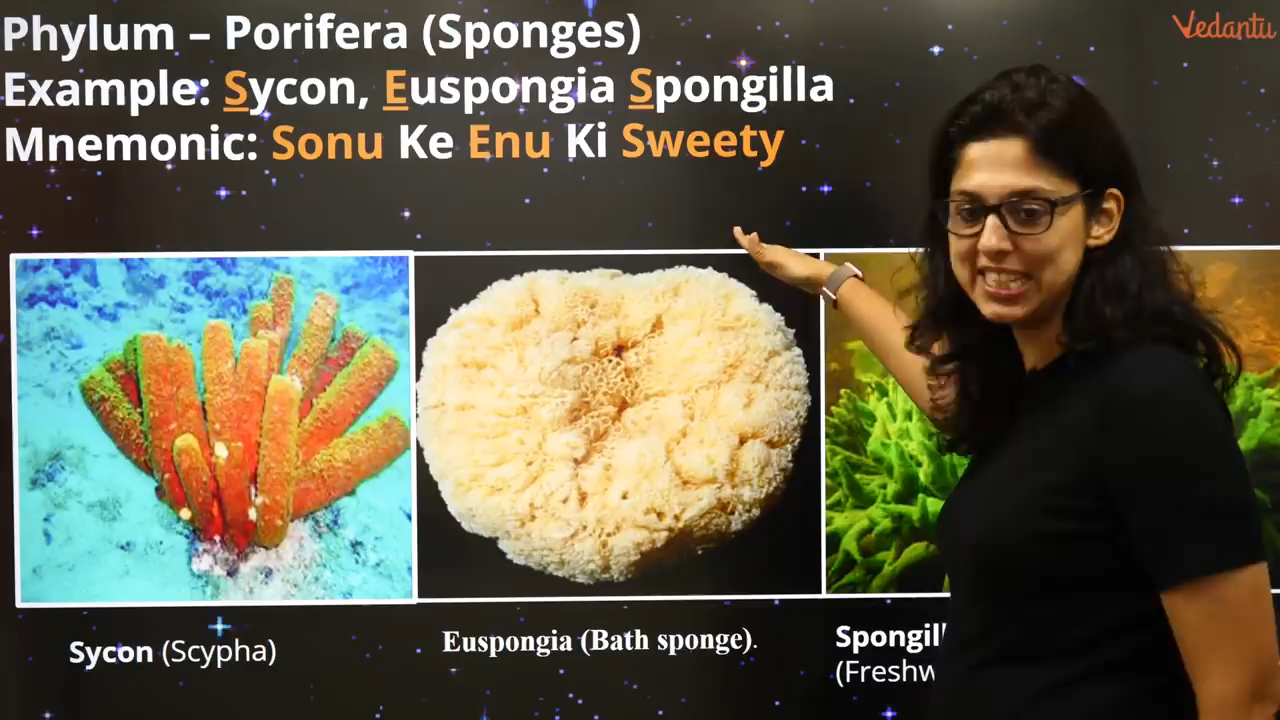 Phylum – Porifera (Sponges)
Vedantu
Example: Sycon, Euspongia Spongilla
Mnemonic: Sonu Ke Enu Ki Sweety
Sycon (Scypha)
Euspongia (Bath sponge).